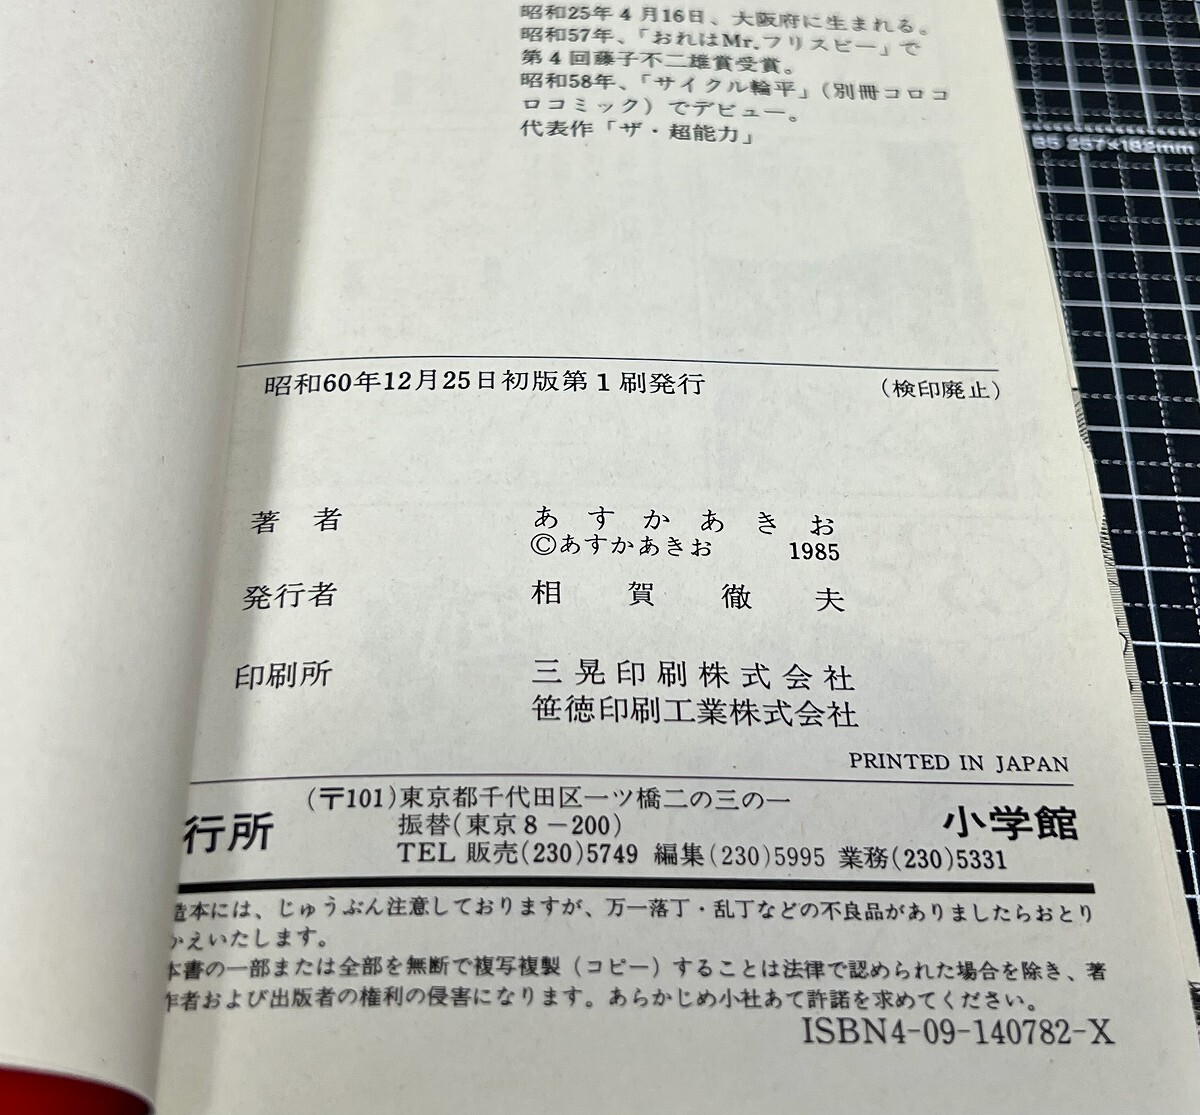 昭和25年4月16日、大阪府に生まれる。
昭和57年、「おれはMr.フリスビー」で
第4回藤子不二雄賞受賞。
昭和58年、「サイクル輪平」(別冊コロコ
ロコミック)でデビュー。
代表作「ザ・超能力」
B5 257×182mm
昭和60年12月25日初版第1刷発行 (検印廃止)
著者 あすかあきお
©あすかあきお 1985
発行者 相賀徹夫
印刷所 三晃印刷株式会社
笹徳印刷工業株式会社
PRINTED IN JAPAN
(〒101)東京都千代田区一ツ橋二の三の一
行所 振替(東京8-200) 小学館
TEL 販売(230)5749 編集(230)5995 業務(230)5331
造本には、じゅうぶん注意しておりますが、万一落丁・乱丁などの不良品がありましたらおとり
かえいたします。
本書の一部または全部を無断で複写複製(コピー)することは法律で認められた場合を除き、著
作者および出版者の権利の侵害になります。あらかじめ小社あて許諾を求めてください。
ISBN4-09-140782-X